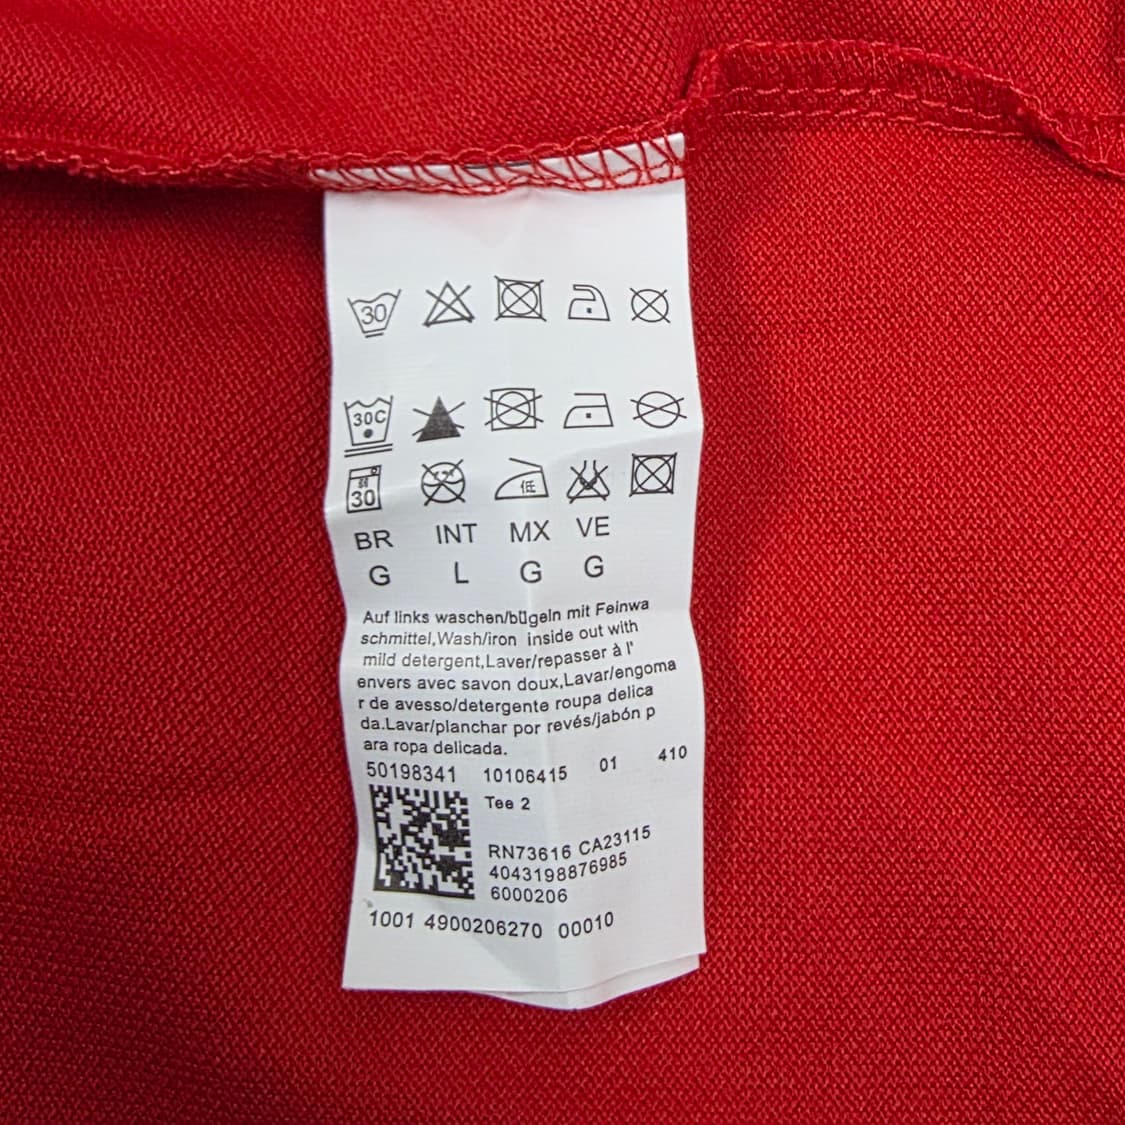 30
30C
30 低
BR INT MX VE
G L G G
Auf links waschen/bügeln mit Feinwa
schmittel,Wash/iron inside out with
mild detergent,Laver/repasser à l'
envers avec savon doux,Lavar/engoma
r de avesso/detergente roupa delica
da.Lavar/planchar por revés/jabón p
ara ropa delicada.
50198341 10106415 01 410
Tee 2
RN73616 CA23115
4043198876985
6000206
1001 4900206270 00010